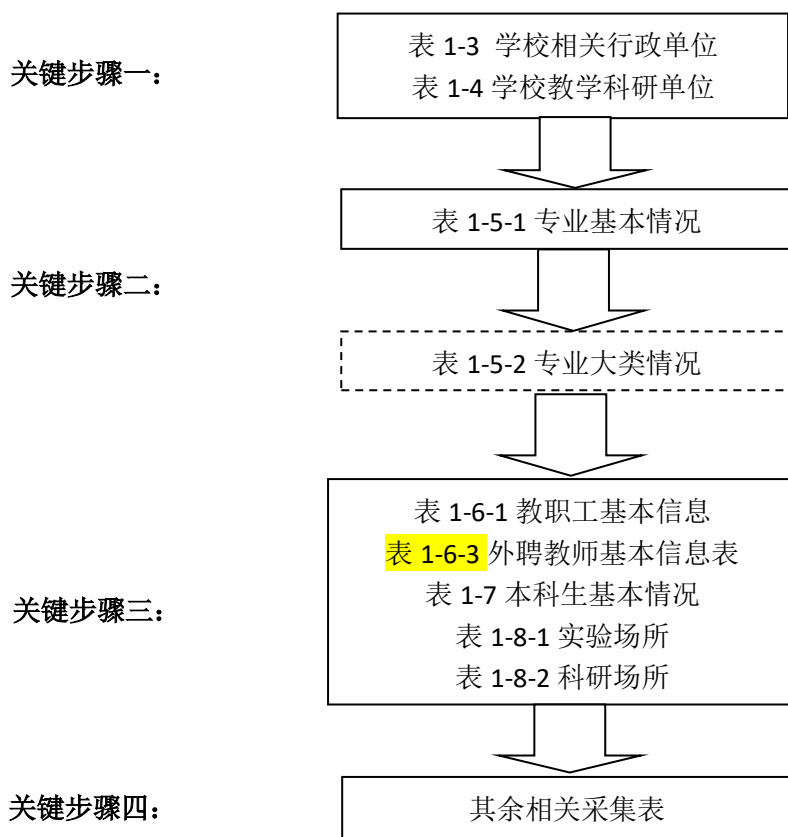 关键步骤一：
表 1-3 学校相关行政单位
表 1-4 学校教学科研单位
关键步骤二：
表 1-5-1 专业基本情况
表 1-5-2 专业大类情况
关键步骤三：
表 1-6-1 教职工基本信息
表 1-6-3 外聘教师基本信息表
表 1-7 本科生基本情况
表 1-8-1 实验场所
表 1-8-2 科研场所
关键步骤四：
其余相关采集表